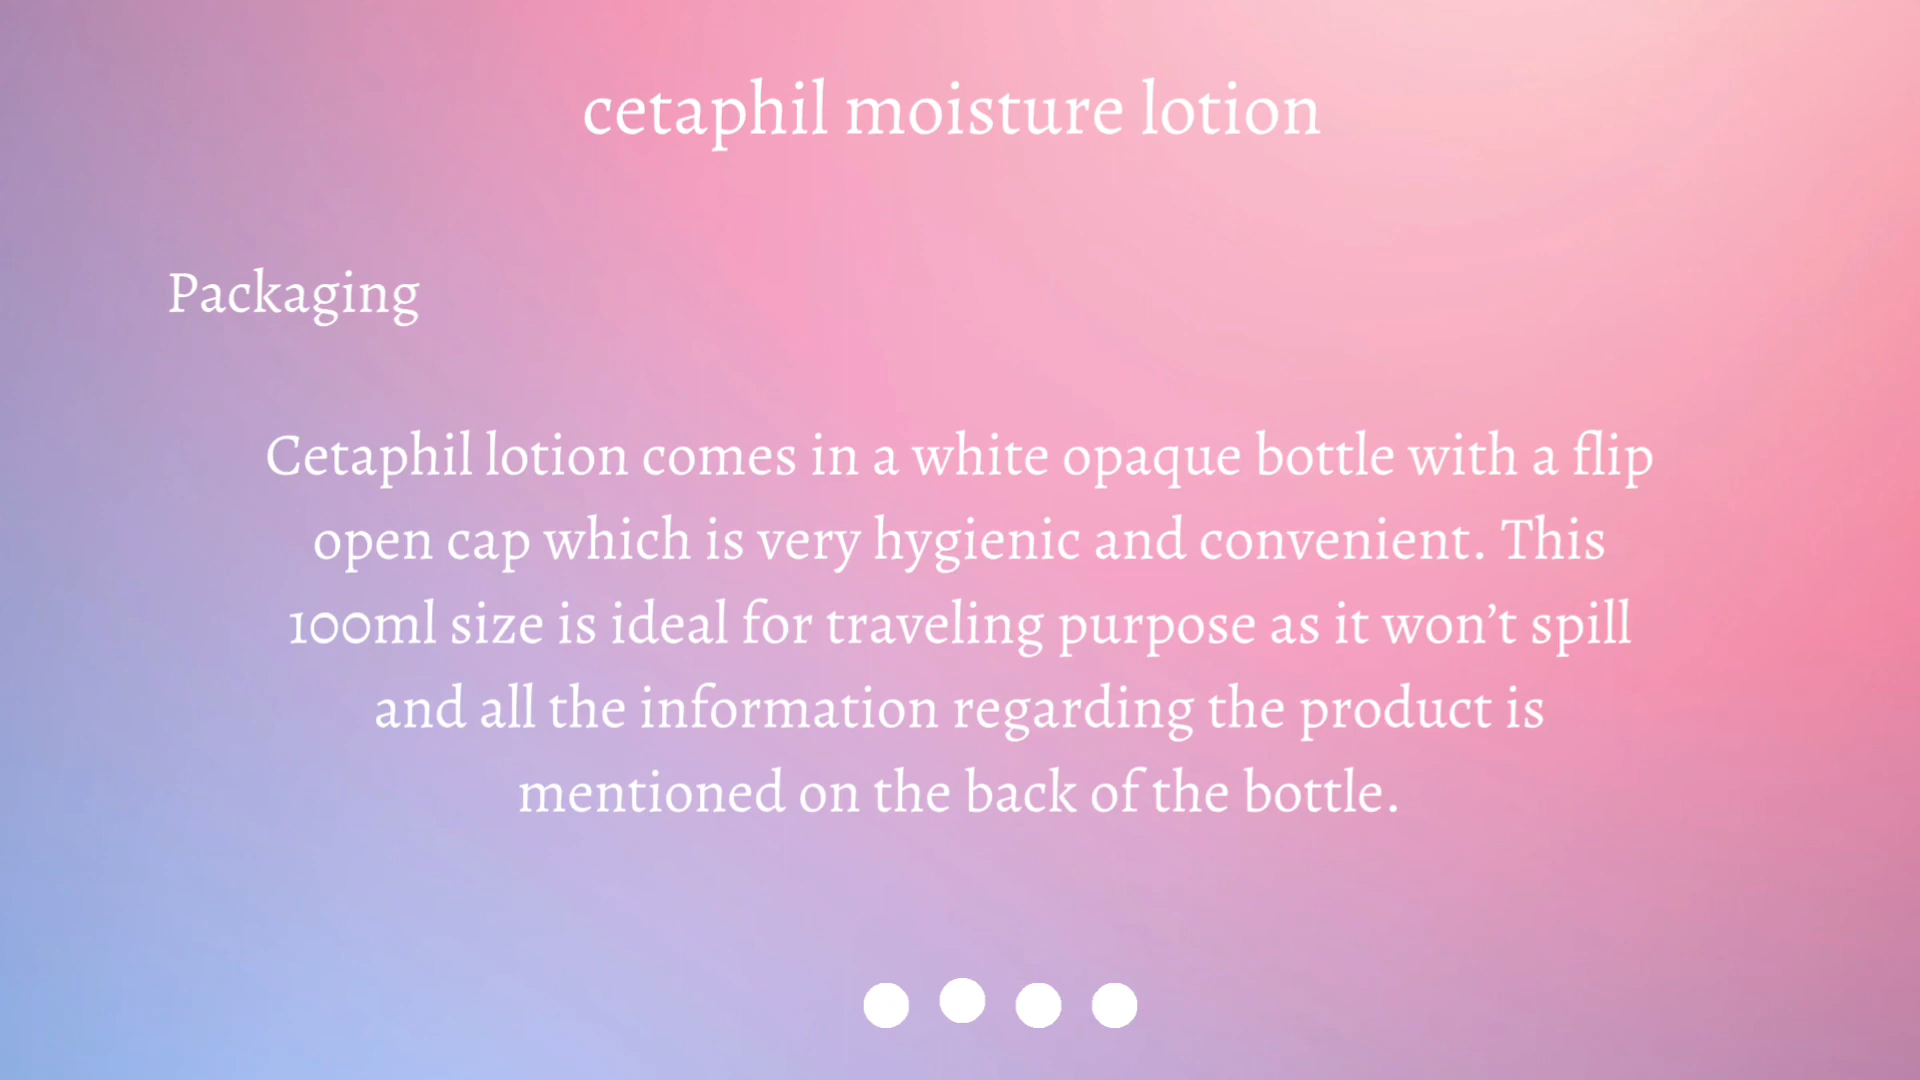 cetaphil moisture lotion
Packaging
Cetaphil lotion comes in a white opaque bottle with a flip
open cap which is very hygienic and convenient. This
100ml size is ideal for traveling purpose as it won’t spill
and all the information regarding the product is
mentioned on the back of the bottle.